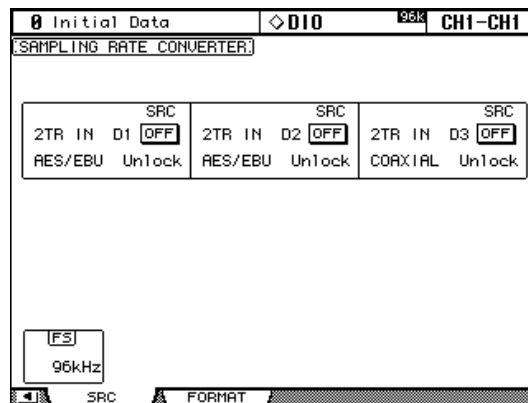 0 Initial Data ◇DIO 96k CH1-CH1
SAMPLING RATE CONVERTER
SRC SRC SRC
2TR IN D1 OFF 2TR IN D2 OFF 2TR IN D3 OFF
AES/EBU Unlock AES/EBU Unlock COAXIAL Unlock
FS
96kHz
SRC FORMAT